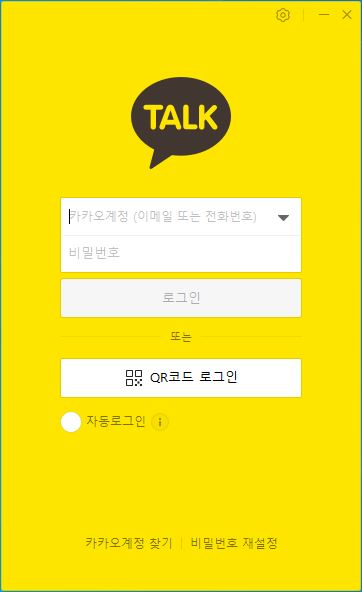 TALK
카카오계정 (이메일 또는 전화번호)
비밀번호
로그인
또는
QR코드 로그인
자동로그인
카카오계정 찾기 | 비밀번호 재설정